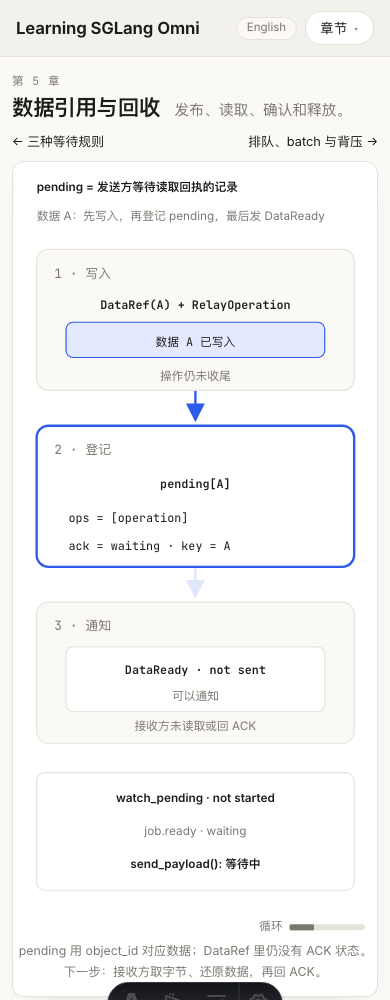 Learning SGLang Omni
English
章节
第 5 章
数据引用与回收 发布、读取、确认和释放。
← 三种等待规则
排队、batch 与背压 →
pending = 发送方等待读取回执的记录
数据 A：先写入，再登记 pending，最后发 DataReady
1 · 写入
DataRef(A) + RelayOperation
数据 A 已写入
操作仍未收尾
2 · 登记
pending[A]
ops = [operation]
ack = waiting · key = A
3 · 通知
DataReady · not sent
可以通知
接收方未读取或回 ACK
watch_pending · not started
job.ready · waiting
send_payload(): 等待中
循环
pending 用 object_id 对应数据；DataRef 里仍没有 ACK 状态。
下一步：接收方取字节、还原数据，再回 ACK。